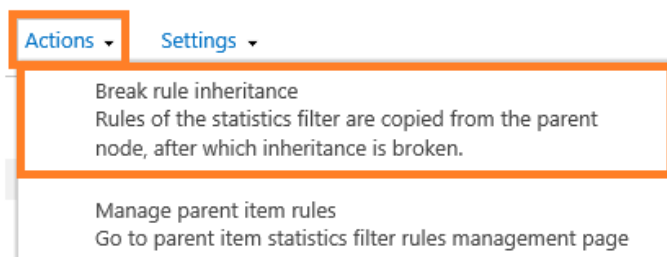 Actions Settings
Break rule inheritance
Rules of the statistics filter are copied from the parent
node, after which inheritance is broken.
Manage parent item rules
Go to parent item statistics filter rules management page